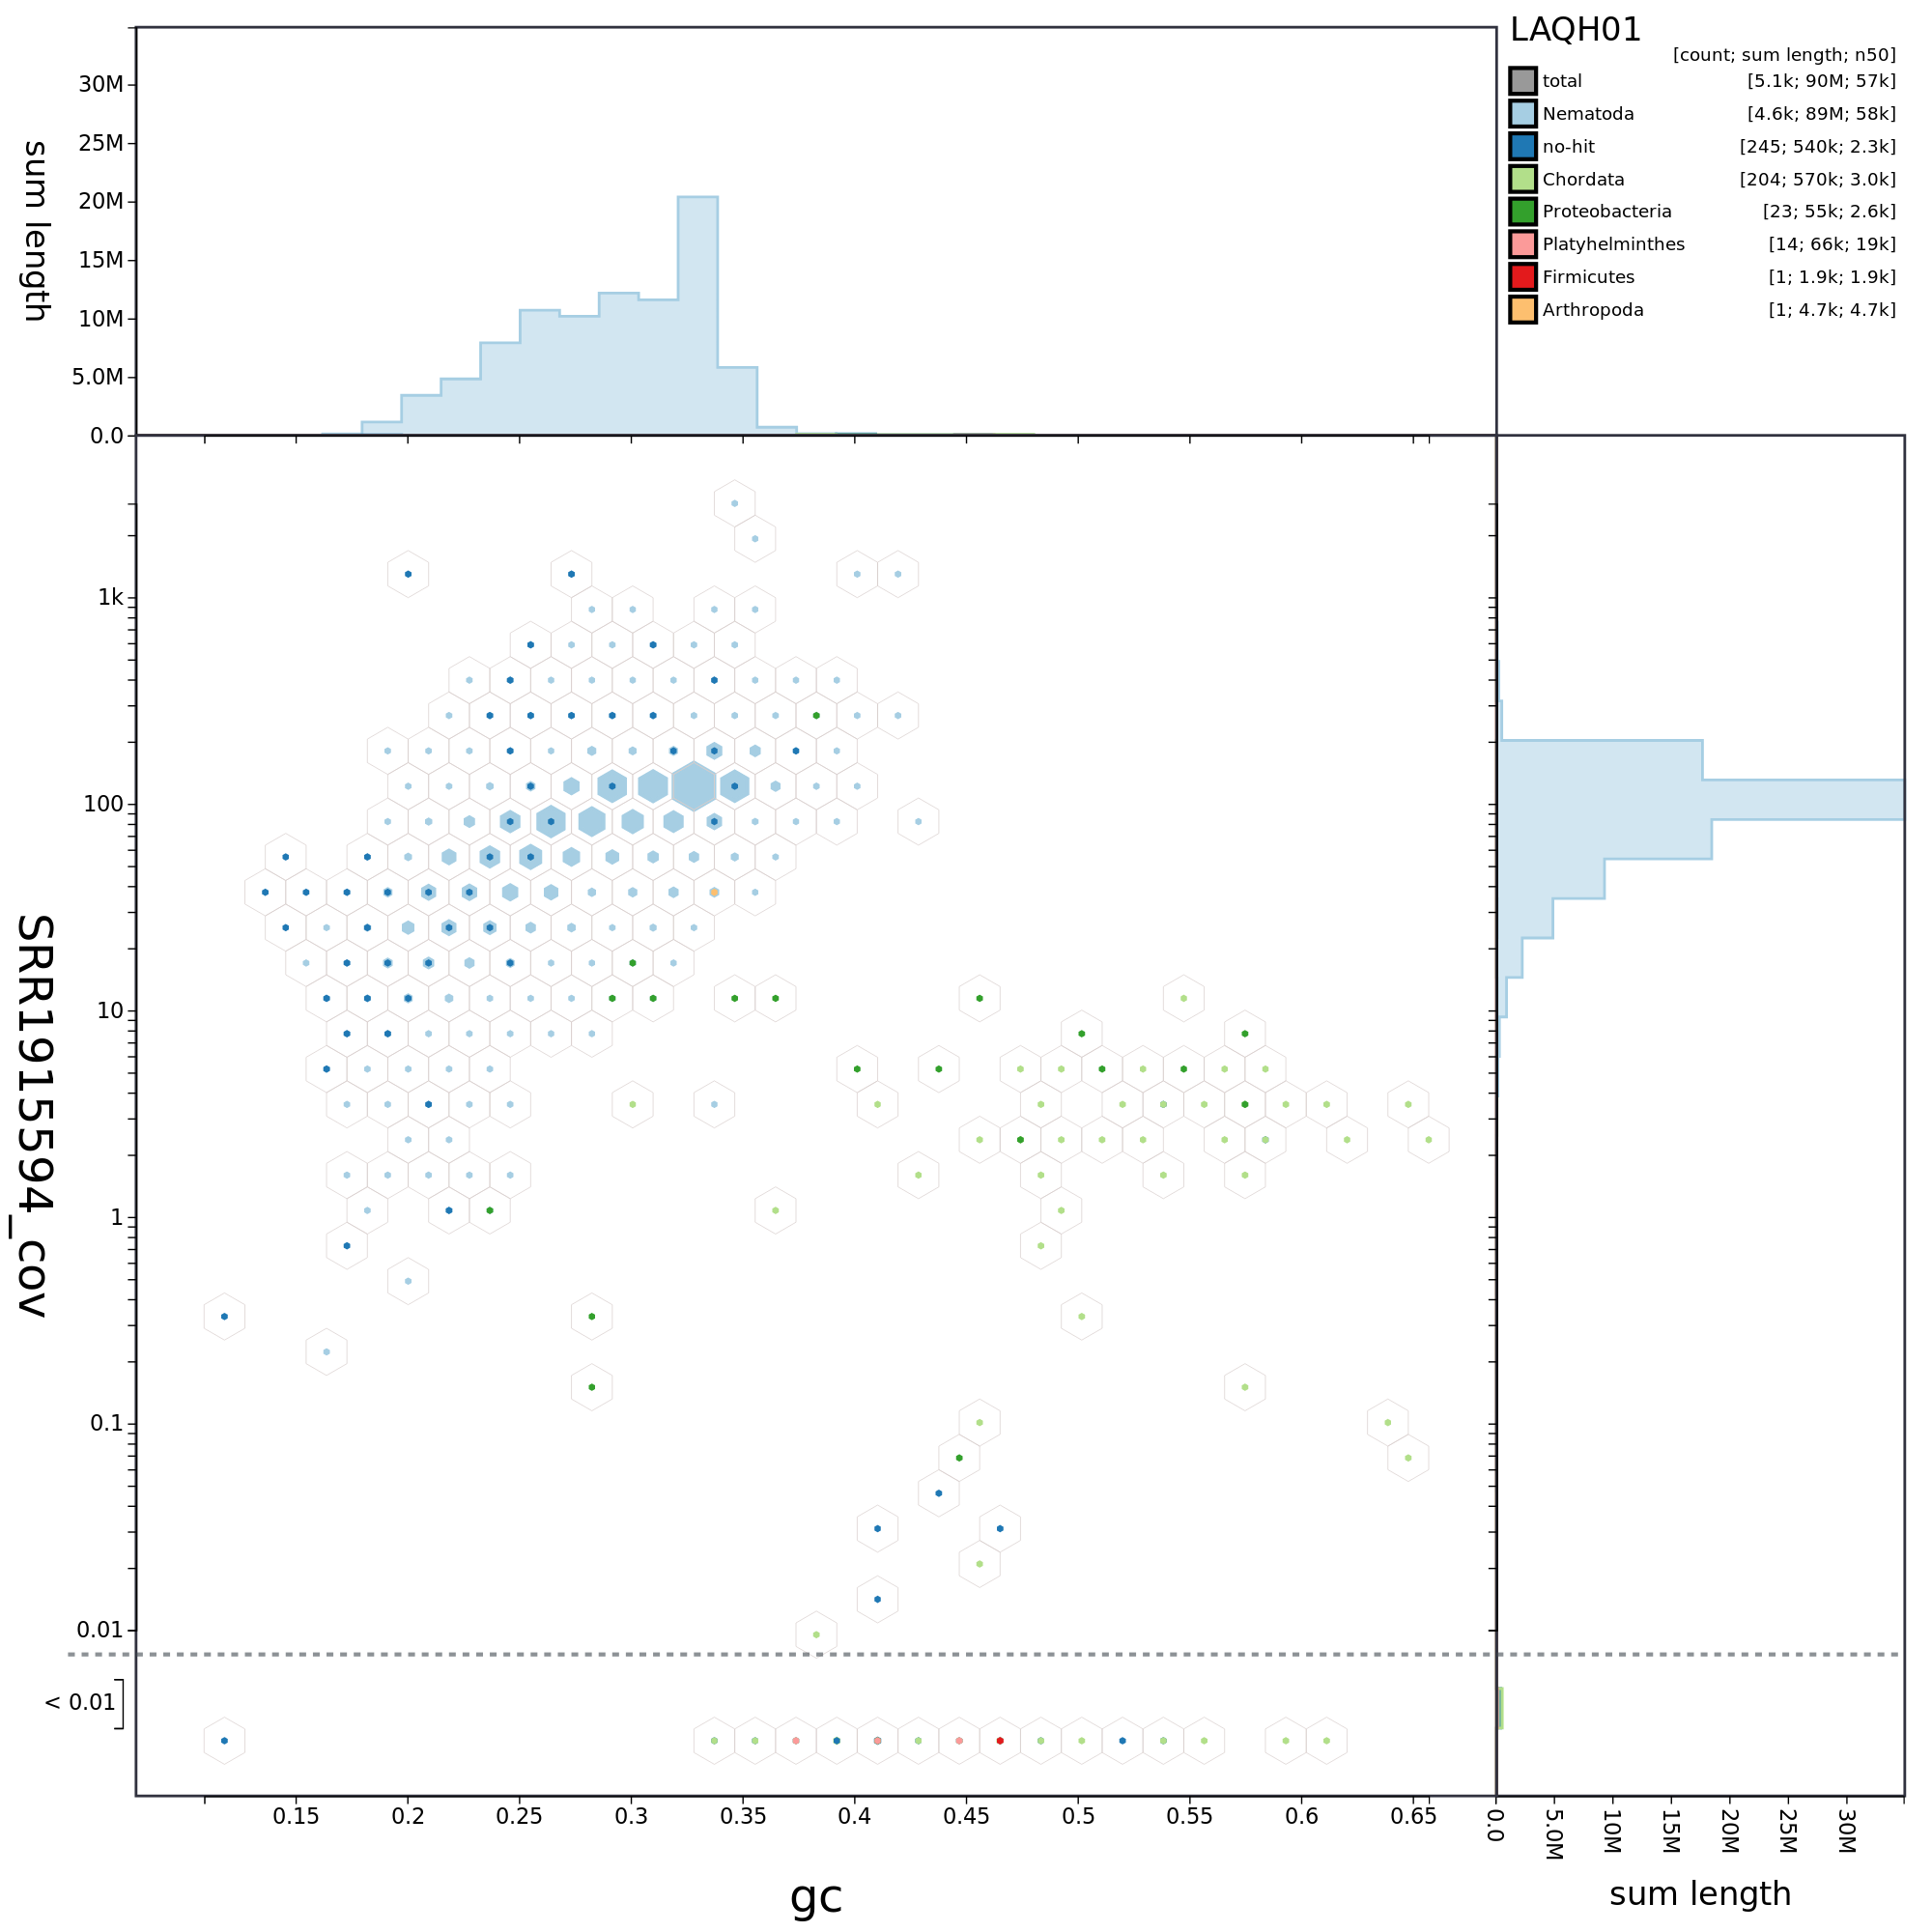 LAQH01
[count; sum length; n50]
total [5.1k; 90M; 57k]
Nematoda [4.6k; 89M; 58k]
no-hit [245; 540k; 2.3k]
Chordata [204; 570k; 3.0k]
Proteobacteria [23; 55k; 2.6k]
Platyhelminthes [14; 66k; 19k]
Firmicutes [1; 1.9k; 1.9k]
Arthropoda [1; 4.7k; 4.7k]
sum length
30M
25M
20M
15M
10M
5.0M
0.0
SRR1915594_cov
1k
100
10
1
0.1
0.01
< 0.01
0.15 0.2 0.25 0.3 0.35 0.4 0.45 0.5 0.55 0.6 0.65
gc
0.0 5.0M 10M 15M 20M 25M 30M
sum length